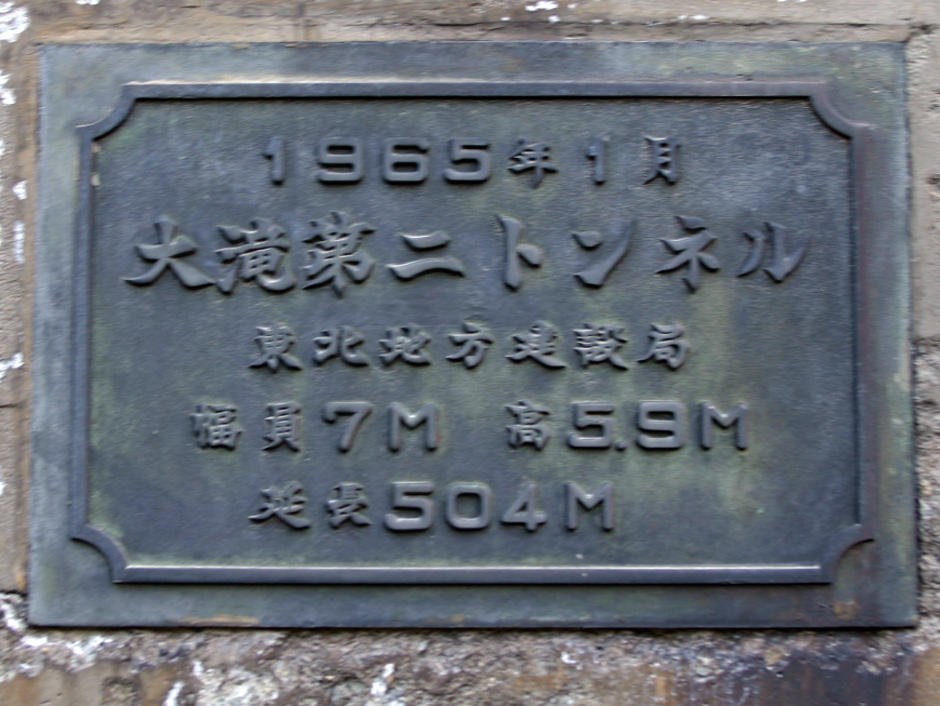 1965年1月
大滝第二トンネル
東北地方建設局
幅員7M 高5.9M
延長504M